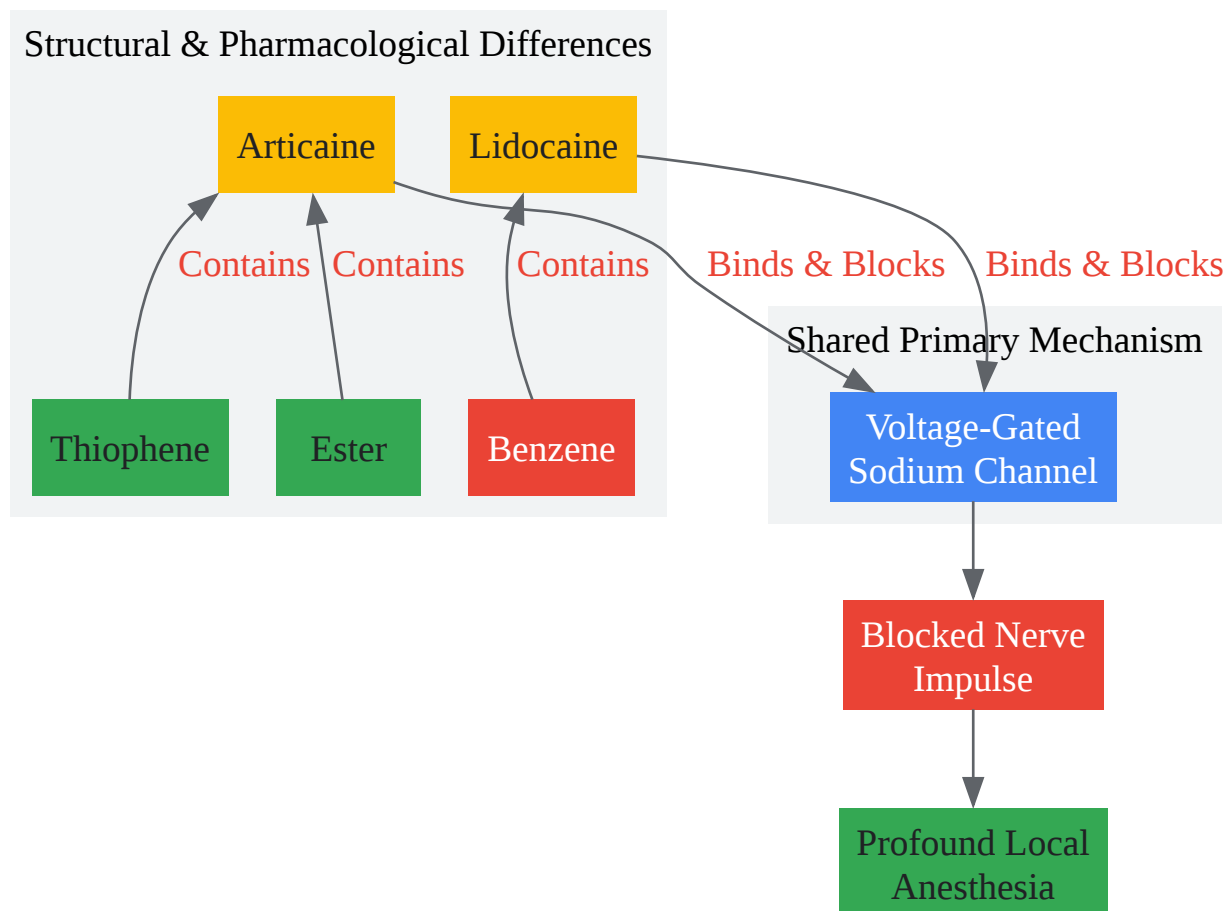 Structural & Pharmacological Differences
Articaine
Lidocaine
Contains
Contains
Contains
Binds & Blocks
Binds & Blocks
Shared Primary Mechanism
Thiophene
Ester
Benzene
Voltage-Gated
Sodium Channel
Blocked Nerve
Impulse
Profound Local
Anesthesia